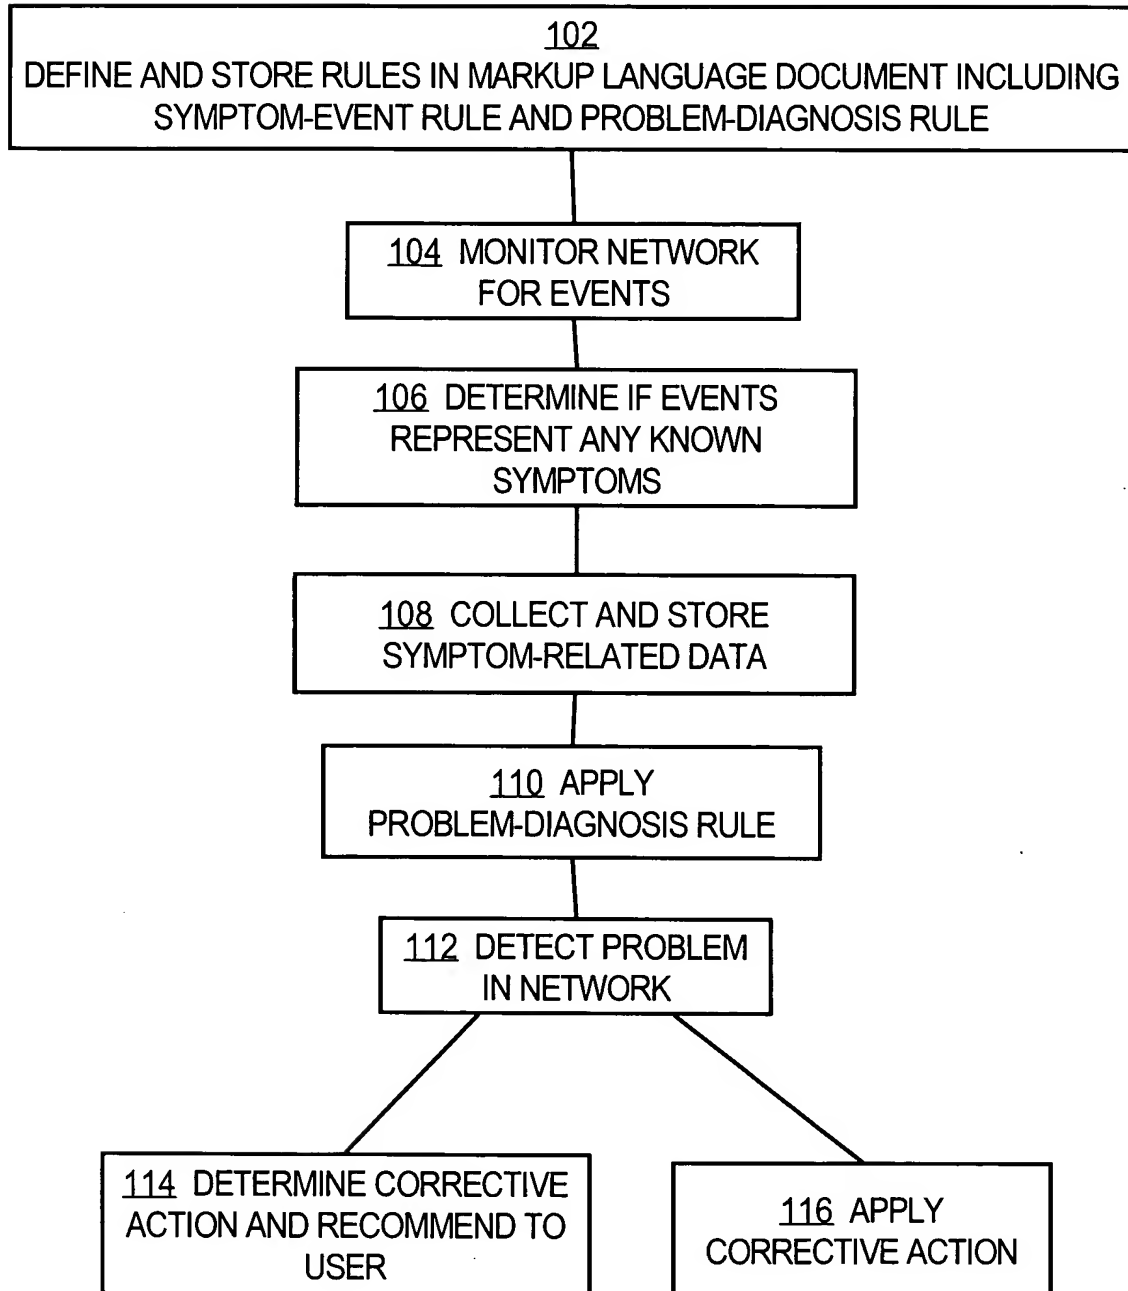 102
DEFINE AND STORE RULES IN MARKUP LANGUAGE DOCUMENT INCLUDING
SYMPTOM-EVENT RULE AND PROBLEM-DIAGNOSIS RULE
104 MONITOR NETWORK
FOR EVENTS
106 DETERMINE IF EVENTS
REPRESENT ANY KNOWN
SYMPTOMS
108 COLLECT AND STORE
SYMPTOM-RELATED DATA
110 APPLY
PROBLEM-DIAGNOSIS RULE
112 DETECT PROBLEM
IN NETWORK
114 DETERMINE CORRECTIVE
ACTION AND RECOMMEND TO
USER
116 APPLY
CORRECTIVE ACTION